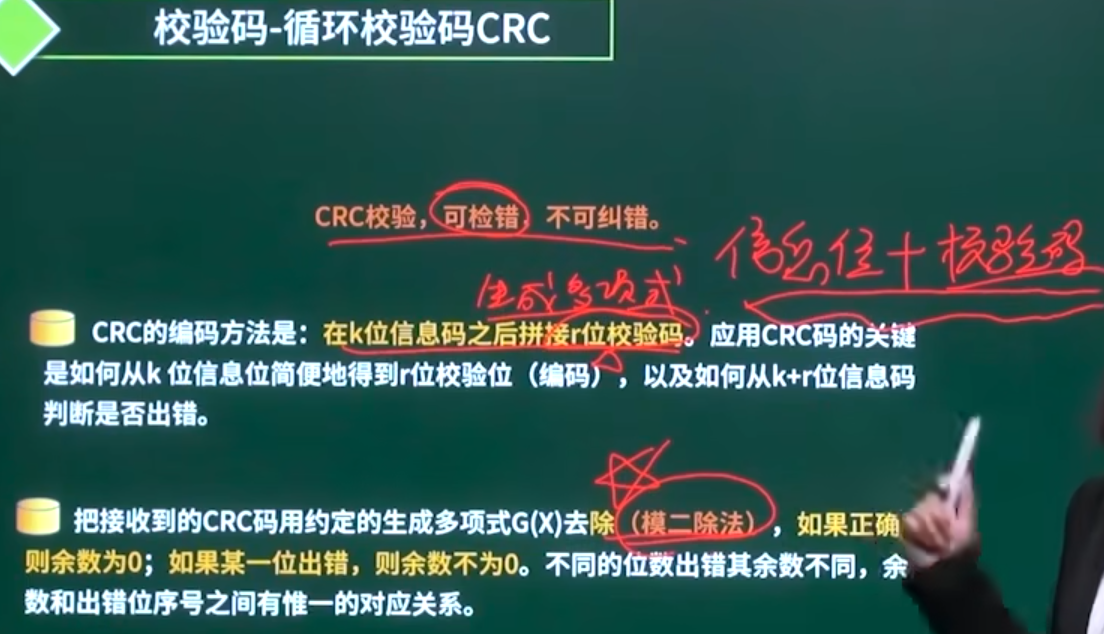 校验码-循环校验码CRC
CRC校验，可检错，不可纠错。
信息位＋校验码
生成多项式
CRC的编码方法是：在k位信息码之后拼接r位校验码。应用CRC码的关键
是如何从k 位信息位简便地得到r位校验位（编码），以及如何从k+r位信息码
判断是否出错。
把接收到的CRC码用约定的生成多项式G(X)去除（模二除法），如果正确
则余数为0；如果某一位出错，则余数不为0。不同的位数出错其余数不同，余
数和出错位序号之间有惟一的对应关系。